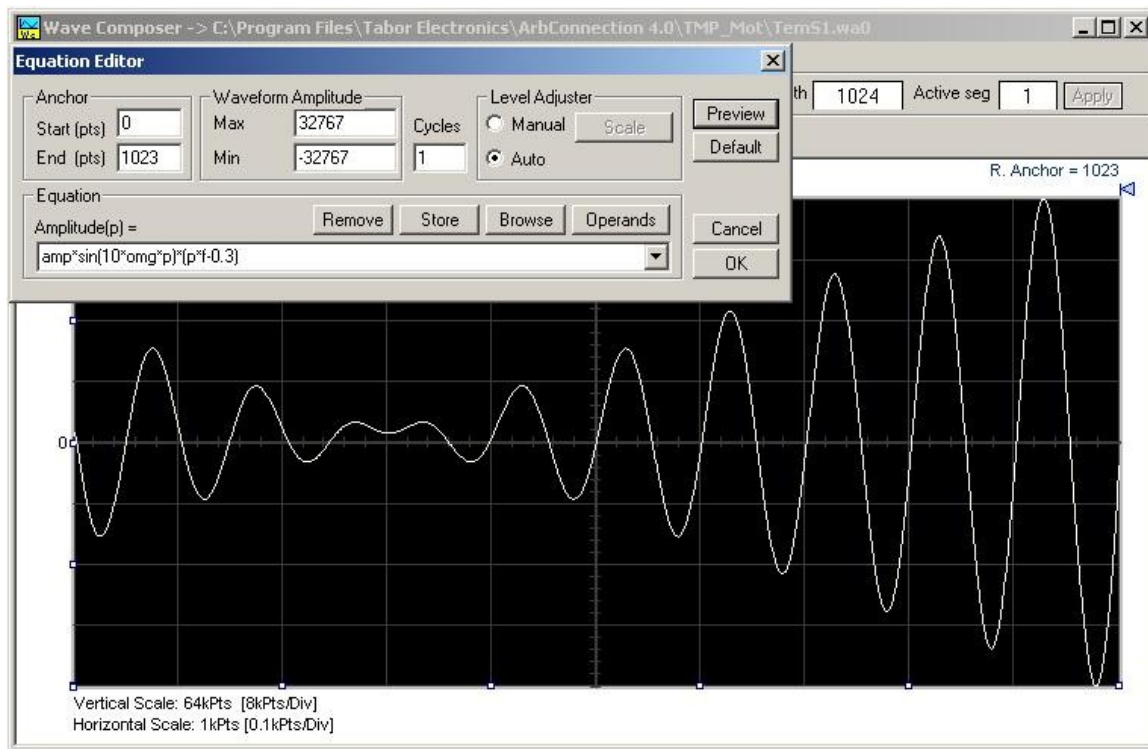 Wave Composer -> C:\Program Files\Tabor Electronics\ArbConnection 4.0\TMP_Mot\TemS1.wa0
Equation Editor
Anchor
Start (pts) 0
End (pts) 1023
Waveform Amplitude
Max 32767
Min -32767
Cycles
1
Level Adjuster
Manual
Scale
Auto
Preview
Default
th 1024 Active seg 1 Apply
Equation
Amplitude(p) =
Remove Store Browse Operands
amp*sin(10*omg*p)*(p*f-0.3)
Cancel
OK
R. Anchor = 1023
0
Vertical Scale: 64kPts [8kPts/Div]
Horizontal Scale: 1kPts [0.1kPts/Div]